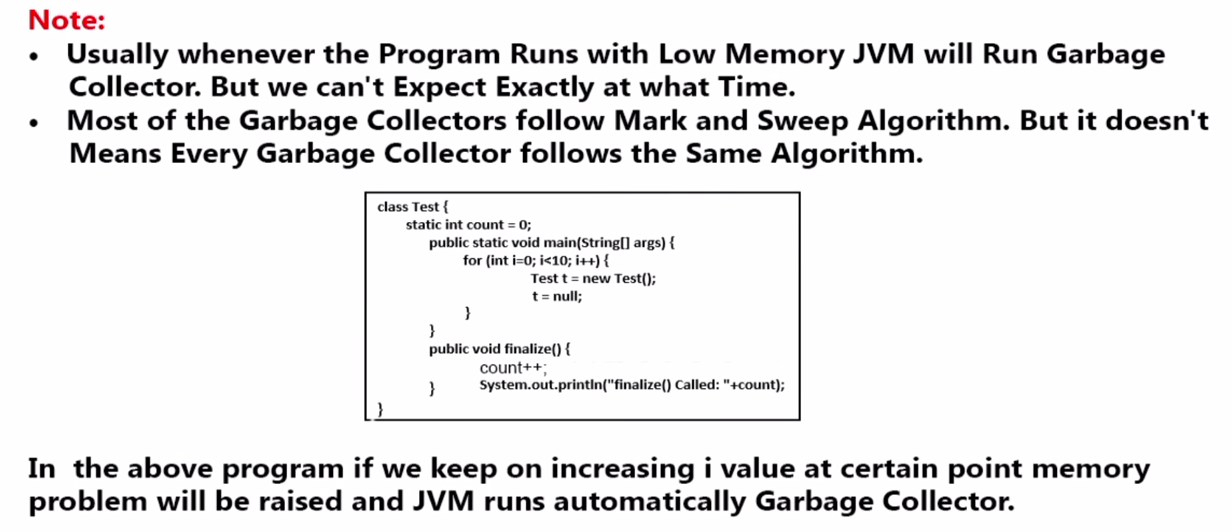 Note:
• Usually whenever the Program Runs with Low Memory JVM will Run Garbage
Collector. But we can't Expect Exactly at what Time.
• Most of the Garbage Collectors follow Mark and Sweep Algorithm. But it doesn't
Means Every Garbage Collector follows the Same Algorithm.
class Test {
static int count = 0;
public static void main(String[] args) {
for (int i=0; i<10; i++) {
Test t = new Test();
t = null;
}
}
public void finalize() {
count++;
} System.out.println("finalize() Called: "+count);
}
In the above program if we keep on increasing i value at certain point memory
problem will be raised and JVM runs automatically Garbage Collector.